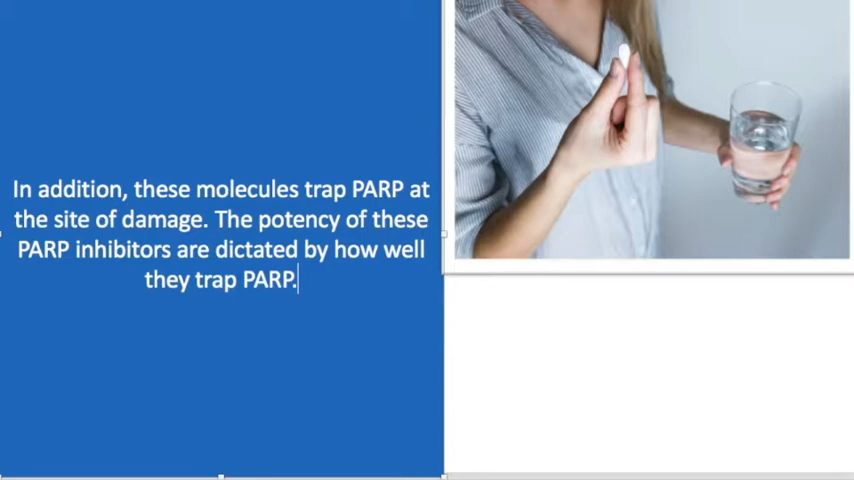 In addition, these molecules trap PARP at
the site of damage. The potency of these
PARP inhibitors are dictated by how well
they trap PARP.